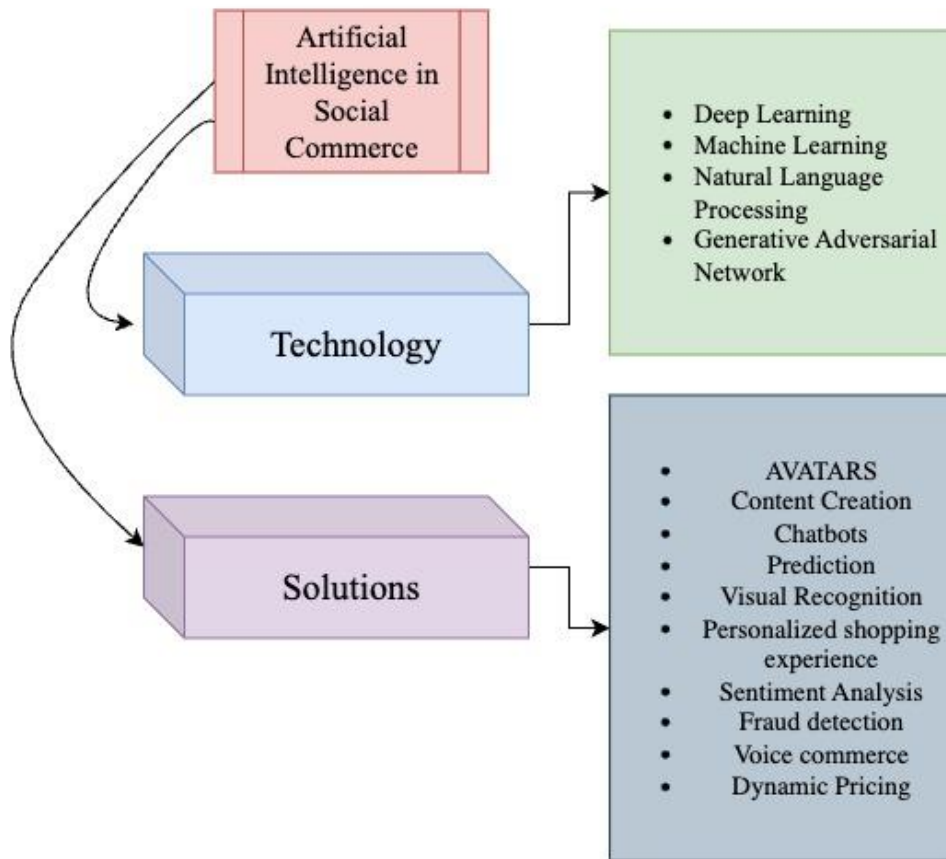 Artificial
Intelligence in
Social
Commerce
• Deep Learning
• Machine Learning
• Natural Language
Processing
• Generative Adversarial
Network
Technology
Solutions
• AVATARS
• Content Creation
• Chatbots
• Prediction
• Visual Recognition
• Personalized shopping
experience
• Sentiment Analysis
• Fraud detection
• Voice commerce
• Dynamic Pricing